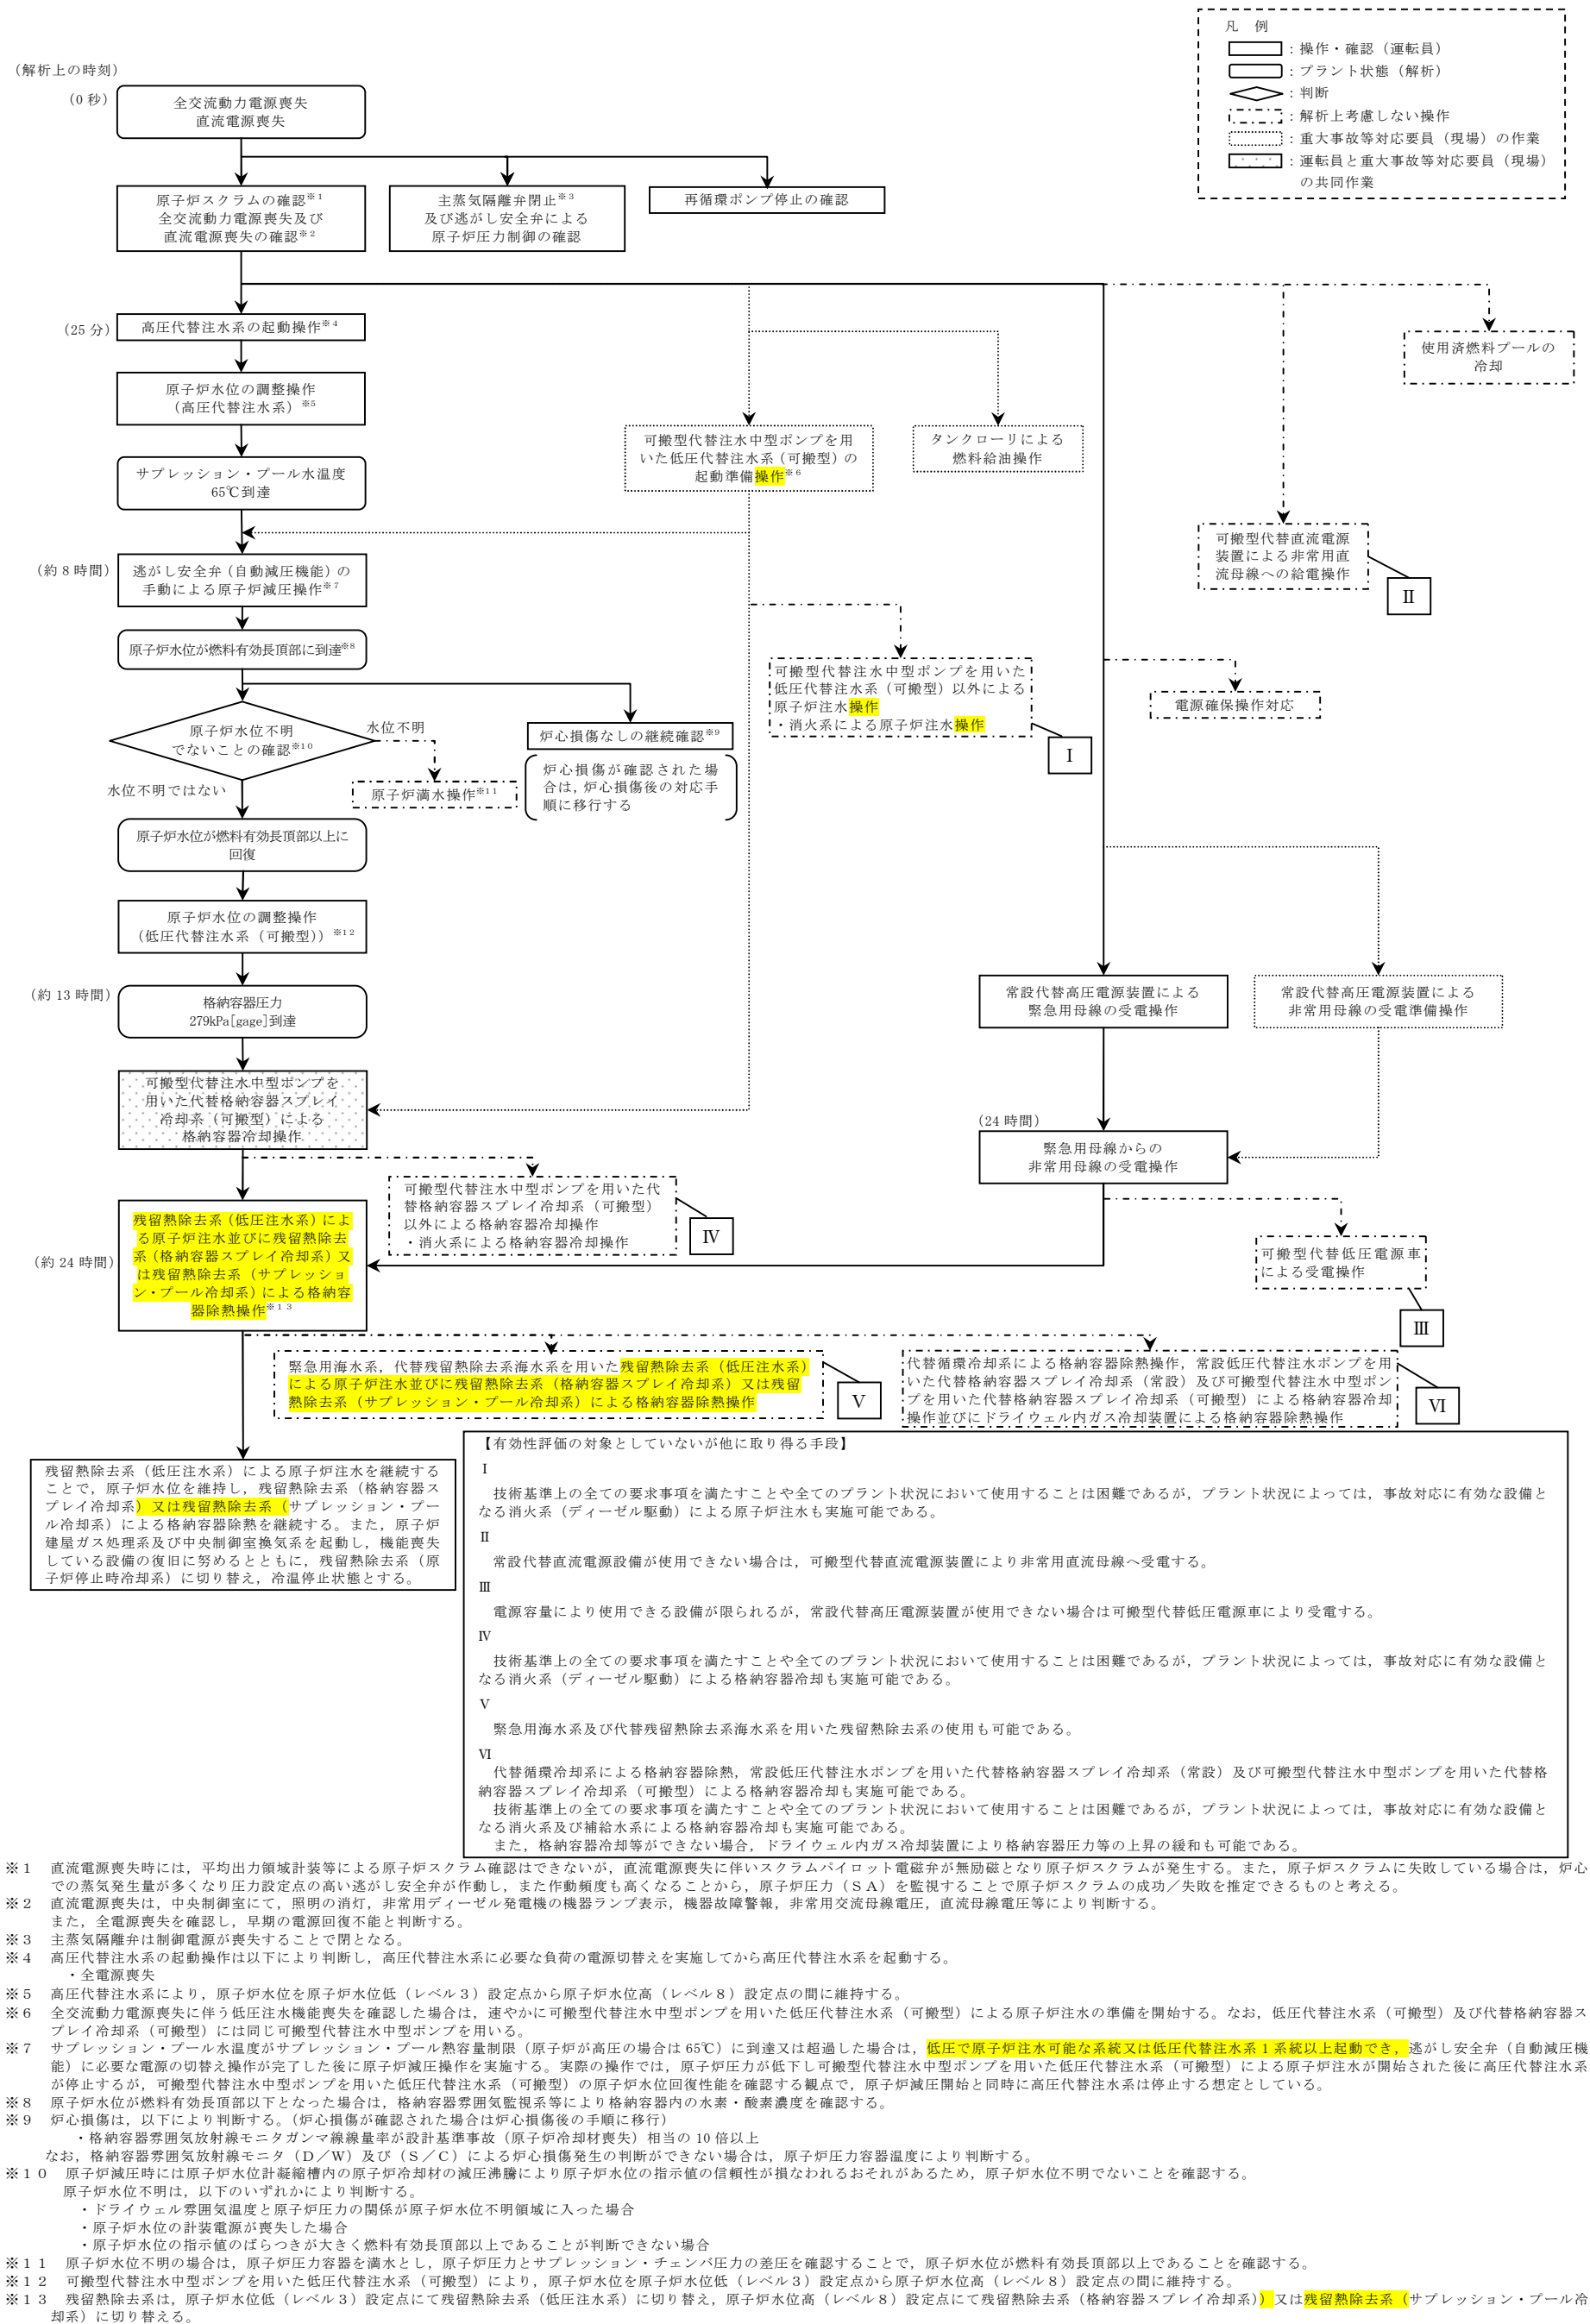 凡　例
：操作・確認（運転員）
：プラント状態（解析）
：判断
：解析上考慮しない操作
：重大事故等対応要員（現場）の作業
：運転員と重大事故等対応要員（現場）
の共同作業
（解析上の時刻）
（0 秒）
全交流動力電源喪失
直流電源喪失
原子炉スクラムの確認※1
全交流動力電源喪失及び
直流電源喪失の確認※2
主蒸気隔離弁閉止※3
及び逃がし安全弁による
原子炉圧力制御の確認
再循環ポンプ停止の確認
（25 分）
高圧代替注水系の起動操作※4
原子炉水位の調整操作
（高圧代替注水系）※5
サプレッション・プール水温度
65℃到達
可搬型代替注水中型ポンプを用
いた低圧代替注水系（可搬型）の
起動準備操作※6
タンクローリによる
燃料給油操作
使用済燃料プールの
冷却
可搬型代替直流電源
装置による非常用直
流母線への給電操作
Ⅱ
（約 8 時間）
逃がし安全弁（自動減圧機能）の
手動による原子炉減圧操作※7
原子炉水位が燃料有効長頂部に到達※8
原子炉水位不明
でないことの確認※10
水位不明
水位不明ではない
原子炉満水操作※11
炉心損傷なしの継続確認※9
炉心損傷が確認された場
合は，炉心損傷後の対応手
順に移行する
可搬型代替注水中型ポンプを用いた
低圧代替注水系（可搬型）以外による
原子炉注水操作
・消火系による原子炉注水操作
Ⅰ
電源確保操作対応
原子炉水位が燃料有効長頂部以上に
回復
原子炉水位の調整操作
（低圧代替注水系（可搬型））※12
（約 13 時間）
格納容器圧力
279kPa[gage]到達
常設代替高圧電源装置による
緊急用母線の受電操作
常設代替高圧電源装置による
非常用母線の受電準備操作
可搬型代替注水中型ポンプを
用いた代替格納容器スプレイ
冷却系（可搬型）による
格納容器冷却操作
（24 時間）
緊急用母線からの
非常用母線の受電操作
可搬型代替注水中型ポンプを用いた代
替格納容器スプレイ冷却系（可搬型）
以外による格納容器冷却操作
・消火系による格納容器冷却操作
Ⅳ
可搬型代替低圧電源車
による受電操作
Ⅲ
（約 24 時間）
残留熱除去系（低圧注水系）によ
る原子炉注水並びに残留熱除去
系（格納容器スプレイ冷却系）又
は残留熱除去系（サプレッショ
ン・プール冷却系）による格納容
器除熱操作※13
緊急用海水系，代替残留熱除去系海水系を用いた残留熱除去系（低圧注水系）
による原子炉注水並びに残留熱除去系（格納容器スプレイ冷却系）又は残留
熱除去系（サプレッション・プール冷却系）による格納容器除熱操作
Ⅴ
代替循環冷却系による格納容器除熱操作，常設低圧代替注水ポンプを用
いた代替格納容器スプレイ冷却系（常設）及び可搬型代替注水中型ポン
プを用いた代替格納容器スプレイ冷却系（可搬型）による格納容器冷却
操作並びにドライウェル内ガス冷却装置による格納容器除熱操作
Ⅵ
残留熱除去系（低圧注水系）による原子炉注水を継続する
ことで，原子炉水位を維持し，残留熱除去系（格納容器ス
プレイ冷却系）又は残留熱除去系（サプレッション・プー
ル冷却系）による格納容器除熱を継続する。また，原子炉
建屋ガス処理系及び中央制御室換気系を起動し，機能喪失
している設備の復旧に努めるとともに，残留熱除去系（原
子炉停止時冷却系）に切り替え，冷温停止状態とする。
【有効性評価の対象としていないが他に取り得る手段】
Ⅰ
技術基準上の全ての要求事項を満たすことや全てのプラント状況において使用することは困難であるが，プラント状況によっては，事故対応に有効な設備と
なる消火系（ディーゼル駆動）による原子炉注水も実施可能である。
Ⅱ
常設代替直流電源設備が使用できない場合は，可搬型代替直流電源装置により非常用直流母線へ受電する。
Ⅲ
電源容量により使用できる設備が限られるが，常設代替高圧電源装置が使用できない場合は可搬型代替低圧電源車により受電する。
Ⅳ
技術基準上の全ての要求事項を満たすことや全てのプラント状況において使用することは困難であるが，プラント状況によっては，事故対応に有効な設備と
なる消火系（ディーゼル駆動）による格納容器冷却も実施可能である。
Ⅴ
緊急用海水系及び代替残留熱除去系海水系を用いた残留熱除去系の使用も可能である。
Ⅵ
代替循環冷却系による格納容器除熱，常設低圧代替注水ポンプを用いた代替格納容器スプレイ冷却系（常設）及び可搬型代替注水中型ポンプを用いた代替格
納容器スプレイ冷却系（可搬型）による格納容器冷却も実施可能である。
技術基準上の全ての要求事項を満たすことや全てのプラント状況において使用することは困難であるが，プラント状況によっては，事故対応に有効な設備と
なる消火系及び補給水系による格納容器冷却も実施可能である。
また，格納容器冷却等ができない場合，ドライウェル内ガス冷却装置により格納容器圧力等の上昇の緩和も可能である。
※１　直流電源喪失時には，平均出力領域計装等による原子炉スクラム確認はできないが，直流電源喪失に伴いスクラムパイロット電磁弁が無励磁となり原子炉スクラムが発生する。また，原子炉スクラムに失敗している場合は，炉心
での蒸気発生量が多くなり圧力設定点の高い逃がし安全弁が作動し，また作動頻度も高くなることから，原子炉圧力（ＳＡ）を監視することで原子炉スクラムの成功／失敗を推定できるものと考える。
※２　直流電源喪失は，中央制御室にて，照明の消灯，非常用ディーゼル発電機の機器ランプ表示，機器故障警報，非常用交流母線電圧，直流母線電圧等により判断する。
また，全電源喪失を確認し，早期の電源回復不能と判断する。
※３　主蒸気隔離弁は制御電源が喪失することで閉となる。
※４　高圧代替注水系の起動操作は以下により判断し，高圧代替注水系に必要な負荷の電源切替えを実施してから高圧代替注水系を起動する。
・全電源喪失
※５　高圧代替注水系により，原子炉水位を原子炉水位低（レベル３）設定点から原子炉水位高（レベル８）設定点の間に維持する。
※６　全交流動力電源喪失に伴う低圧注水機能喪失を確認した場合は，速やかに可搬型代替注水中型ポンプを用いた低圧代替注水系（可搬型）による原子炉注水の準備を開始する。なお，低圧代替注水系（可搬型）及び代替格納容器ス
プレイ冷却系（可搬型）には同じ可搬型代替注水中型ポンプを用いる。
※７　サプレッション・プール水温度がサプレッション・プール熱容量制限（原子炉が高圧の場合は 65℃）に到達又は超過した場合は，低圧で原子炉注水可能な系統又は低圧代替注水系 1 系統以上起動でき，逃がし安全弁（自動減圧機
能）に必要な電源の切替え操作が完了した後に原子炉減圧操作を実施する。実際の操作では，原子炉圧力が低下し可搬型代替注水中型ポンプを用いた低圧代替注水系（可搬型）による原子炉注水が開始された後に高圧代替注水系
が停止するが，可搬型代替注水中型ポンプを用いた低圧代替注水系（可搬型）の原子炉水位回復性能を確認する観点で，原子炉減圧開始と同時に高圧代替注水系は停止する想定としている。
※８　原子炉水位が燃料有効長頂部以下となった場合は，格納容器雰囲気監視系等により格納容器内の水素・酸素濃度を確認する。
※９　炉心損傷は，以下により判断する。（炉心損傷が確認された場合は炉心損傷後の手順に移行）
・格納容器雰囲気放射線モニタガンマ線線量率が設計基準事故（原子炉冷却材喪失）相当の 10 倍以上
なお，格納容器雰囲気放射線モニタ（Ｄ／Ｗ）及び（Ｓ／Ｃ）による炉心損傷発生の判断ができない場合は，原子炉圧力容器温度により判断する。
※１０　原子炉減圧時には原子炉水位計凝縮槽内の原子炉冷却材の減圧沸騰により原子炉水位の指示値の信頼性が損なわれるおそれがあるため，原子炉水位不明でないことを確認する。
原子炉水位不明は，以下のいずれかにより判断する。
・ドライウェル雰囲気温度と原子炉圧力の関係が原子炉水位不明領域に入った場合
・原子炉水位の計装電源が喪失した場合
・原子炉水位の指示値のばらつきが大きく燃料有効長頂部以上であることが判断できない場合
※１１　原子炉水位不明の場合は，原子炉圧力容器を満水とし，原子炉圧力とサプレッション・チェンバ圧力の差圧を確認することで，原子炉水位が燃料有効長頂部以上であることを確認する。
※１２　可搬型代替注水中型ポンプを用いた低圧代替注水系（可搬型）により，原子炉水位を原子炉水位低（レベル３）設定点から原子炉水位高（レベル８）設定点の間に維持する。
※１３　残留熱除去系は，原子炉水位低（レベル３）設定点にて残留熱除去系（低圧注水系）に切り替え，原子炉水位高（レベル８）設定点にて残留熱除去系（格納容器スプレイ冷却系)）又は残留熱除去系（サプレッション・プール冷
却系）に切り替える。